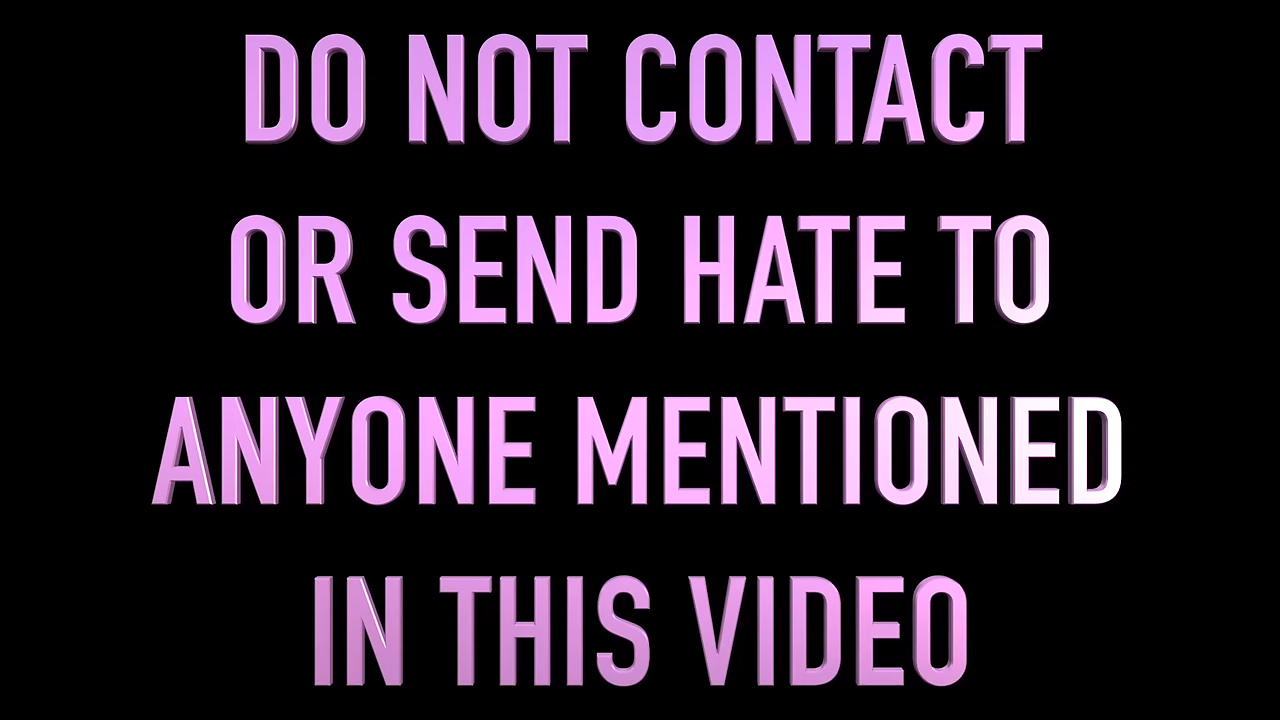 DO NOT CONTACT
OR SEND HATE TO
ANYONE MENTIONED
IN THIS VIDEO